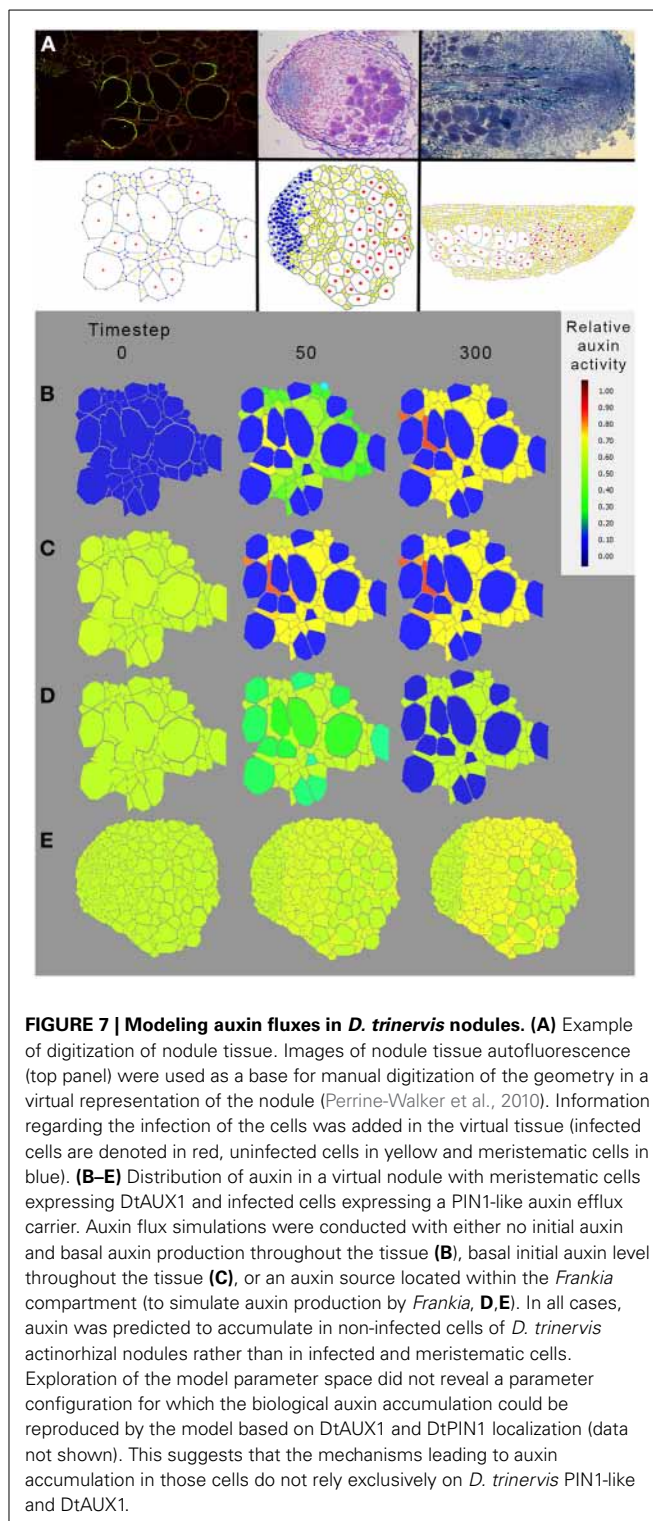 A
Timestep
0
50
300
Relative
auxin
activity
1.00
0.90
0.80
0.70
0.60
0.50
0.40
0.30
0.20
0.10
0.00
B
C
D
E
FIGURE 7 | Modeling auxin fluxes in D. trinervis nodules. (A) Example
of digitization of nodule tissue. Images of nodule tissue autofluorescence
(top panel) were used as a base for manual digitization of the geometry in a
virtual representation of the nodule (Perrine-Walker et al., 2010). Information
regarding the infection of the cells was added in the virtual tissue (infected
cells are denoted in red, uninfected cells in yellow and meristematic cells in
blue). (B–E) Distribution of auxin in a virtual nodule with meristematic cells
expressing DtAUX1 and infected cells expressing a PIN1-like auxin efflux
carrier. Auxin flux simulations were conducted with either no initial auxin
and basal auxin production throughout the tissue (B), basal initial auxin level
throughout the tissue (C), or an auxin source located within the Frankia
compartment (to simulate auxin production by Frankia, D,E). In all cases,
auxin was predicted to accumulate in non-infected cells of D. trinervis
actinorhizal nodules rather than in infected and meristematic cells.
Exploration of the model parameter space did not reveal a parameter
configuration for which the biological auxin accumulation could be
reproduced by the model based on DtAUX1 and DtPIN1 localization (data
not shown). This suggests that the mechanisms leading to auxin
accumulation in those cells do not rely exclusively on D. trinervis PIN1-like
and DtAUX1.